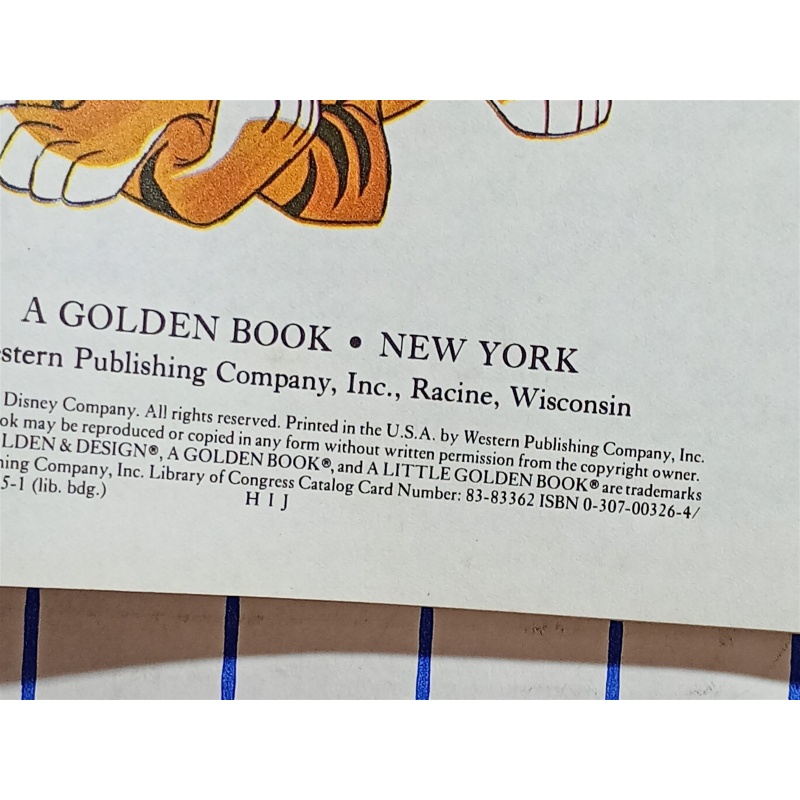 A GOLDEN BOOK • NEW YORK
stern Publishing Company, Inc., Racine, Wisconsin
Disney Company. All rights reserved. Printed in the U.S.A. by Western Publishing Company, Inc.
ok may be reproduced or copied in any form without written permission from the copyright owner.
LDEN & DESIGN®, A GOLDEN BOOK®, and A LITTLE GOLDEN BOOK® are trademarks
hing Company, Inc. Library of Congress Catalog Card Number: 83-83362 ISBN 0-307-00326-4/
5-1 (lib. bdg.)
H I J